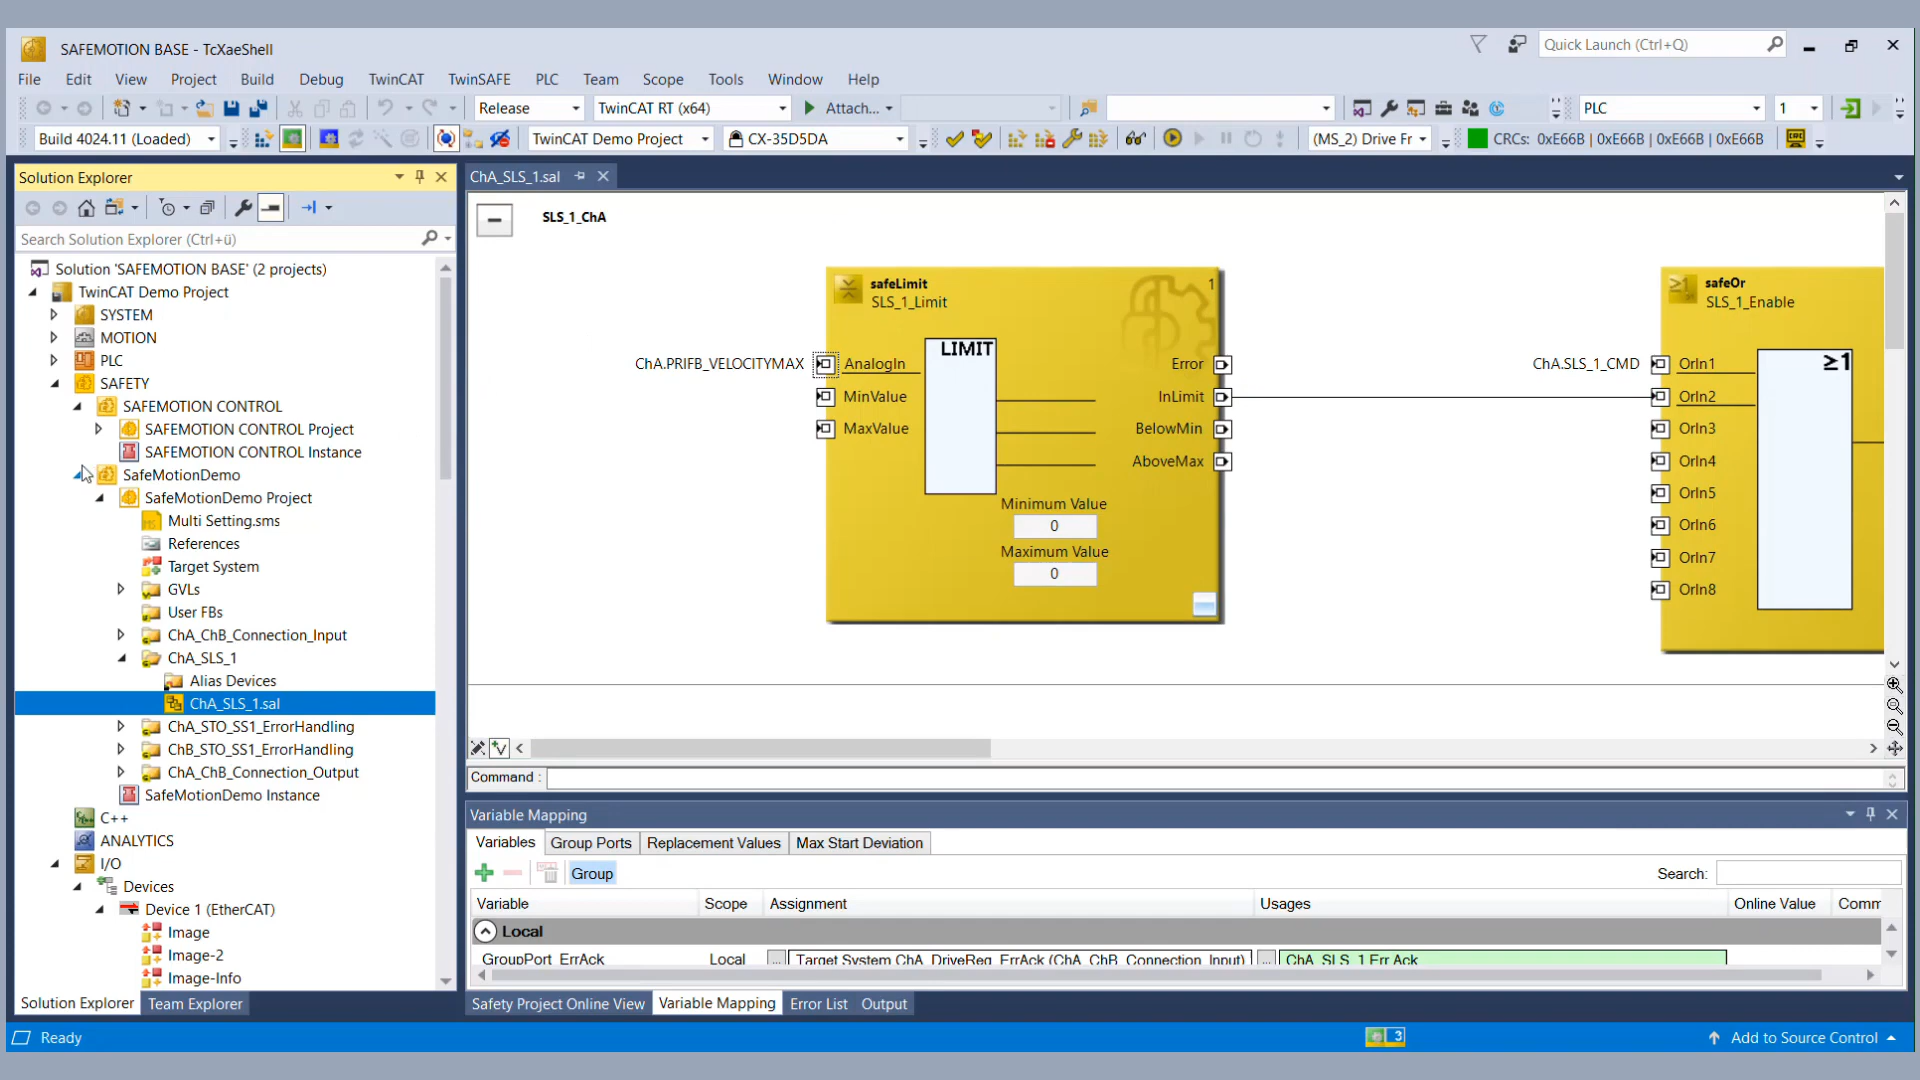 SAFEMOTION BASE - TcXaeShell
Quick Launch (Ctrl+Q)
File Edit View Project Build Debug TwinCAT TwinSAFE PLC Team Scope Tools Window Help
Release TwinCAT RT (x64) Attach... PLC 1
Build 4024.11 (Loaded) TwinCAT Demo Project CX-35D5DA (MS_2) Drive Fr CRCs: 0xE66B | 0xE66B | 0xE66B | 0xE66B
Solution Explorer
Search Solution Explorer (Ctrl+ü)
Solution 'SAFEMOTION BASE' (2 projects)
TwinCAT Demo Project
SYSTEM
MOTION
PLC
SAFETY
SAFEMOTION CONTROL
SAFEMOTION CONTROL Project
SAFEMOTION CONTROL Instance
SafeMotionDemo
SafeMotionDemo Project
Multi Setting.sms
References
Target System
GVLs
User FBs
ChA_ChB_Connection_Input
ChA_SLS_1
Alias Devices
ChA_SLS_1.sal
ChA_STO_SS1_ErrorHandling
ChB_STO_SS1_ErrorHandling
ChA_ChB_Connection_Output
SafeMotionDemo Instance
C++
ANALYTICS
I/O
Devices
Device 1 (EtherCAT)
Image
Image-2
Image-Info
Solution Explorer Team Explorer
ChA_SLS_1.sal
SLS_1_ChA
safeLimit 1
SLS_1_Limit
LIMIT
ChA.PRIFB_VELOCITYMAX AnalogIn Error
MinValue InLimit
MaxValue BelowMin
AboveMax
Minimum Value
0
Maximum Value
0
safeOr
SLS_1_Enable
≥1
ChA.SLS_1_CMD OrIn1
OrIn2
OrIn3
OrIn4
OrIn5
OrIn6
OrIn7
OrIn8
Command :
Variable Mapping
Variables Group Ports Replacement Values Max Start Deviation
Group Search:
Variable Scope Assignment Usages Online Value Comm
Local
GroupPort_ErrAck Local ... Target System ChA_DriveReg_ErrAck (ChA_ChB_Connection_Input) ... ChA_SLS_1 Err Ack
Safety Project Online View Variable Mapping Error List Output
Ready 3 Add to Source Control